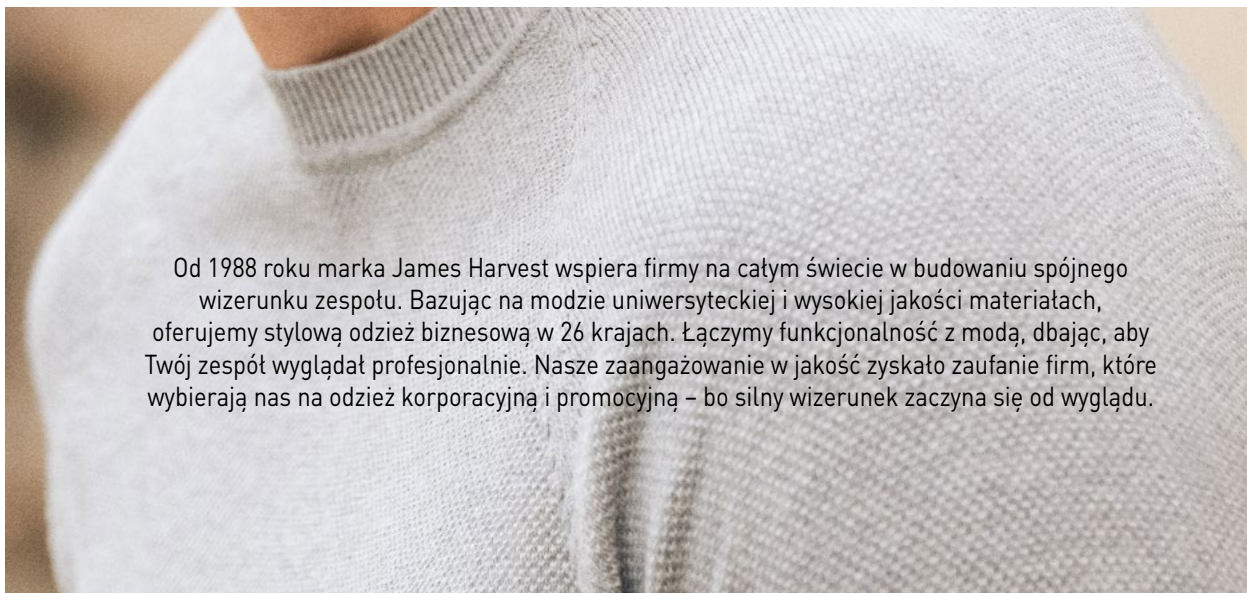 Od 1988 roku marka James Harvest wspiera firmy na całym świecie w budowaniu spójnego
wizerunku zespołu. Bazując na modzie uniwersyteckiej i wysokiej jakości materiałach,
oferujemy stylową odzież biznesową w 26 krajach. Łączymy funkcjonalność z modą, dbając, aby
Twój zespół wyglądał profesjonalnie. Nasze zaangażowanie w jakość zyskało zaufanie firm, które
wybierają nas na odzież korporacyjną i promocyjną – bo silny wizerunek zaczyna się od wyglądu.